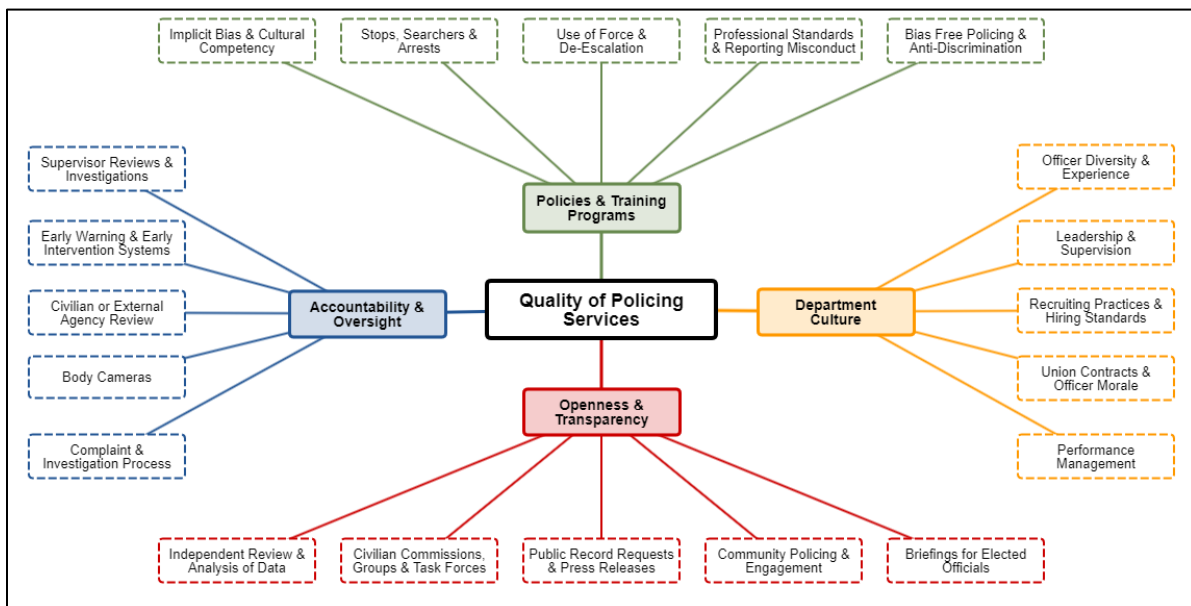 Implicit Bias & Cultural
Competency
Stops, Searchers &
Arrests
Use of Force &
De-Escalation
Professional Standards
& Reporting Misconduct
Bias Free Policing &
Anti-Discrimination
Policies & Training
Programs
Supervisor Reviews &
Investigations
Early Warning & Early
Intervention Systems
Civilian or External
Agency Review
Body Cameras
Complaint &
Investigation Process
Accountability &
Oversight
Quality of Policing
Services
Department
Culture
Officer Diversity &
Experience
Leadership &
Supervision
Recruiting Practices &
Hiring Standards
Union Contracts &
Officer Morale
Performance
Management
Openness &
Transparency
Independent Review &
Analysis of Data
Civilian Commissions,
Groups & Task Forces
Public Record Requests
& Press Releases
Community Policing &
Engagement
Briefings for Elected
Officials